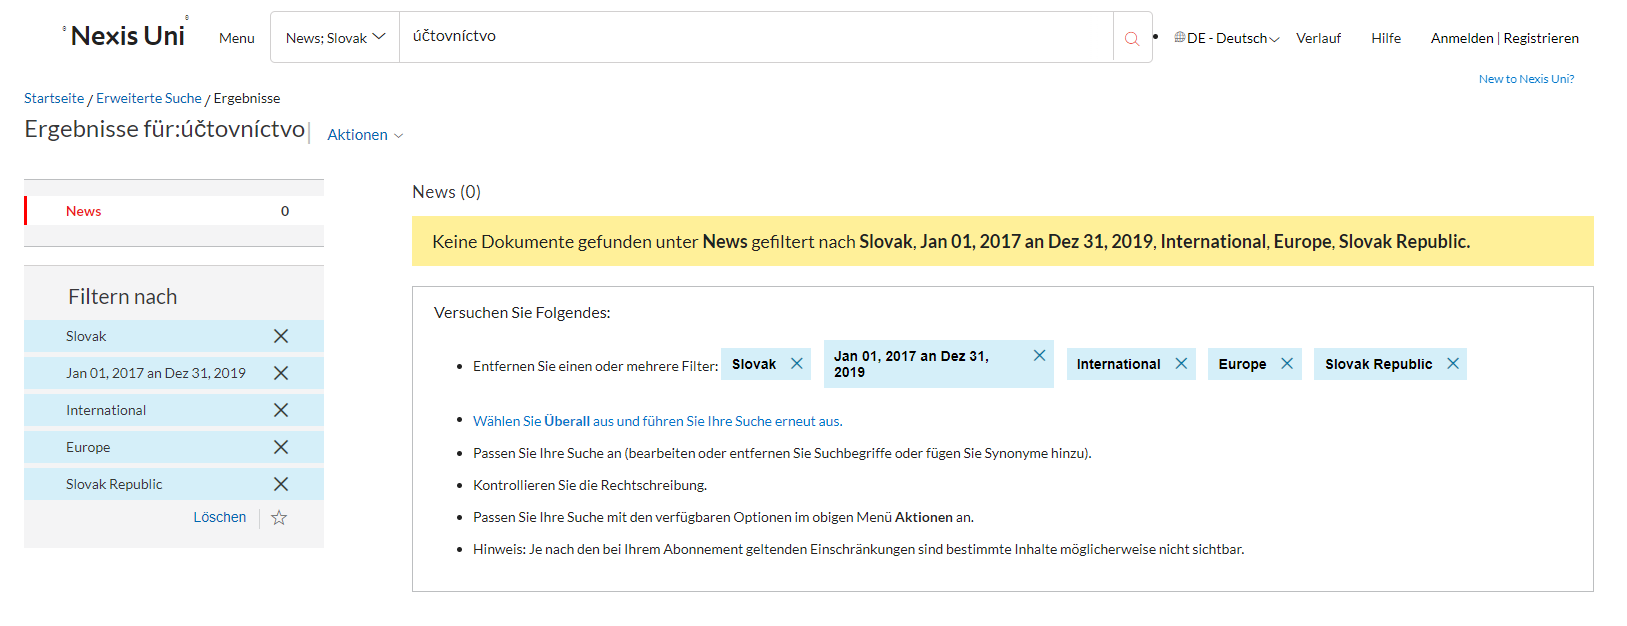 ® Nexis Uni ®
Menu
News; Slovak
účtovníctvo
DE - Deutsch
Verlauf
Hilfe
Anmelden | Registrieren
New to Nexis Uni?
Startseite / Erweiterte Suche / Ergebnisse
Ergebnisse für:účtovníctvo
Aktionen
News 0
Filtern nach
Slovak
Jan 01, 2017 an Dez 31, 2019
International
Europe
Slovak Republic
Löschen
News (0)
Keine Dokumente gefunden unter News gefiltert nach Slovak, Jan 01, 2017 an Dez 31, 2019, International, Europe, Slovak Republic.
Versuchen Sie Folgendes:
• Entfernen Sie einen oder mehrere Filter: Slovak
Jan 01, 2017 an Dez 31,
2019
International
Europe
Slovak Republic
• Wählen Sie Überall aus und führen Sie Ihre Suche erneut aus.
• Passen Sie Ihre Suche an (bearbeiten oder entfernen Sie Suchbegriffe oder fügen Sie Synonyme hinzu).
• Kontrollieren Sie die Rechtschreibung.
• Passen Sie Ihre Suche mit den verfügbaren Optionen im obigen Menü Aktionen an.
• Hinweis: Je nach den bei Ihrem Abonnement geltenden Einschränkungen sind bestimmte Inhalte möglicherweise nicht sichtbar.